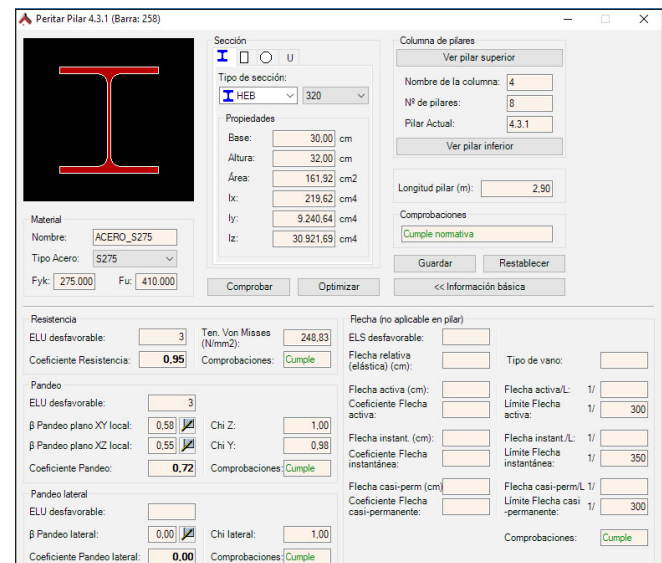 Peritar Pilar 4.3.1 (Barra: 258)
Sección
U
Tipo de sección:
HEB 320
Propiedades
Base: 30,00 cm
Altura: 32,00 cm
Área: 161,92 cm2
Ix: 219,62 cm4
Iy: 9.240,64 cm4
Iz: 30.921,69 cm4
Comprobar Optimizar
Columna de pilares
Ver pilar superior
Nombre de la columna: 4
Nº de pilares: 8
Pilar Actual: 4.3.1
Ver pilar inferior
Longitud pilar (m): 2,90
Comprobaciones
Cumple normativa
Guardar Restablecer
<< Información básica
Material
Nombre: ACERO_S275
Tipo Acero: S275
Fyk: 275.000 Fu: 410.000
Resistencia
ELU desfavorable: 3 Ten. Von Misses
(N/mm2): 248,83
Coeficiente Resistencia: 0,95 Comprobaciones: Cumple
Pandeo
ELU desfavorable: 3
β Pandeo plano XY local: 0,58 Chi Z: 1,00
β Pandeo plano XZ local: 0,55 Chi Y: 0,98
Coeficiente Pandeo: 0,72 Comprobaciones: Cumple
Pandeo lateral
ELU desfavorable:
β Pandeo lateral: 0,00 Chi lateral: 1,00
Coeficiente Pandeo lateral: 0,00 Comprobaciones: Cumple
Flecha (no aplicable en pilar)
ELS desfavorable:
Flecha relativa
(elástica) (cm): Tipo de vano:
Flecha activa (cm): Flecha activa/L: 1/
Coeficiente Flecha
activa: Límite Flecha
activa: 1/ 300
Flecha instant. (cm): Flecha instant./L: 1/
Coeficiente Flecha
instantánea: Límite Flecha
instantánea: 1/ 350
Flecha casi-perm (cm) Flecha casi-perm/L 1/
Coeficiente Flecha
casi-permanente: Límite Flecha casi
-permanente: 1/ 300
Comprobaciones: Cumple